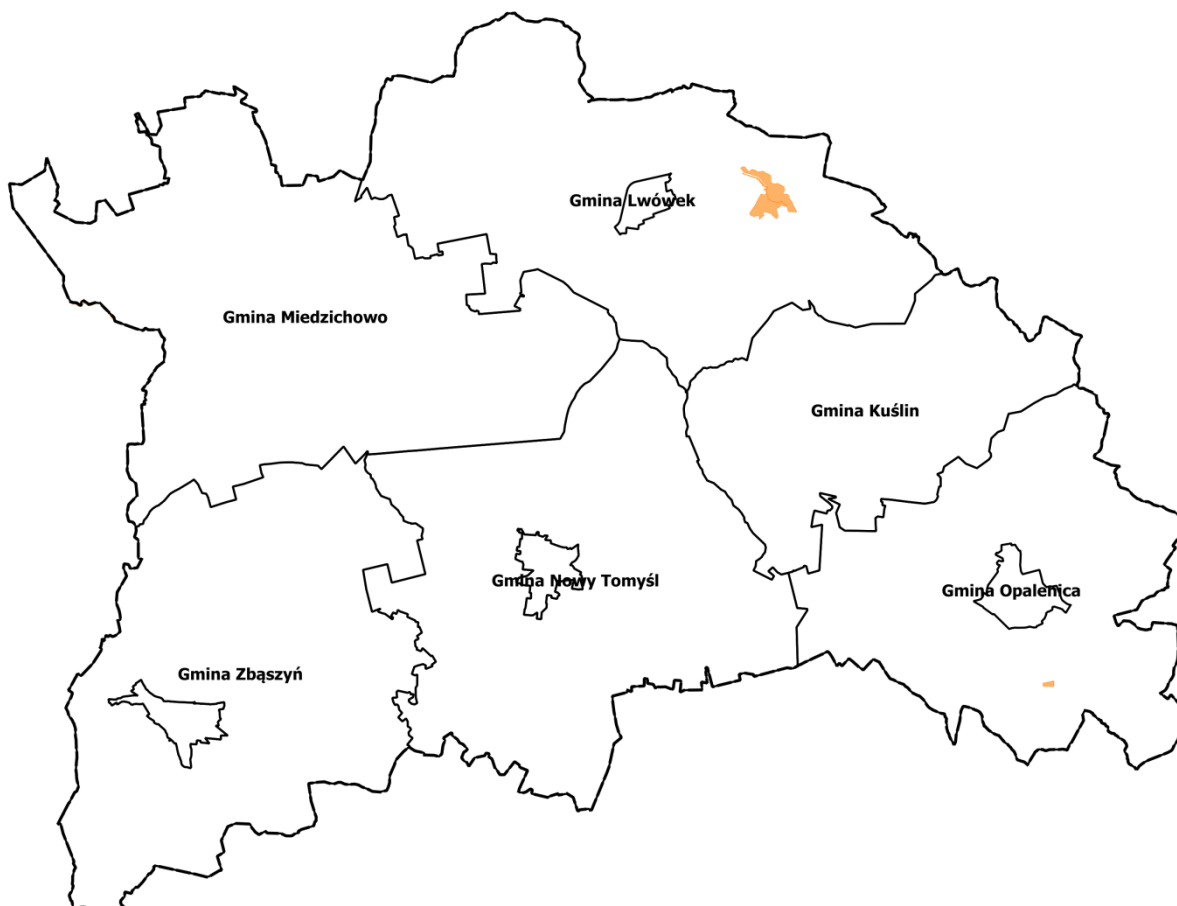 Gmina Lwówek
Gmina Miedzichowo
Gmina Kuślin
Gmina Nowy Tomyśl
Gmina Opalenica
Gmina Zbąszyń